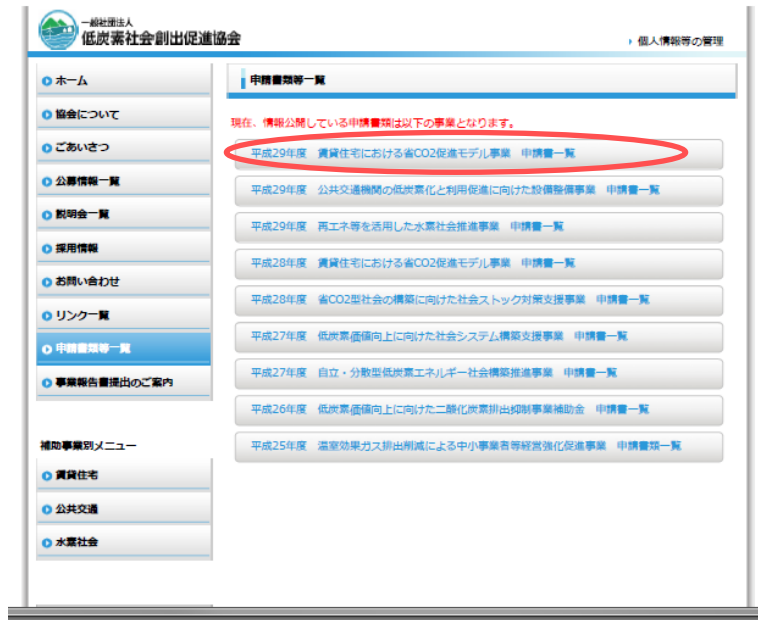 一般社団法人
低炭素社会創出促進協会
個人情報等の管理
ホーム
協会について
ごあいさつ
公募情報一覧
説明会一覧
採用情報
お問い合わせ
リンク一覧
申請書類等一覧
事業報告書提出のご案内
補助事業別メニュー
賃貸住宅
公共交通
水素社会
申請書類等一覧
現在、情報公開している申請書類は以下の事業となります。
平成29年度 賃貸住宅における省CO2促進モデル事業 申請書一覧
平成29年度 公共交通機関の低炭素化と利用促進に向けた設備整備事業 申請書一覧
平成29年度 再エネ等を活用した水素社会推進事業 申請書一覧
平成28年度 賃貸住宅における省CO2促進モデル事業 申請書一覧
平成28年度 省CO2型社会の構築に向けた社会ストック対策支援事業 申請書一覧
平成27年度 低炭素価値向上に向けた社会システム構築支援事業 申請書一覧
平成27年度 自立・分散型低炭素エネルギー社会構築推進事業 申請書一覧
平成26年度 低炭素価値向上に向けた二酸化炭素排出抑制事業補助金 申請書一覧
平成25年度 温室効果ガス排出削減による中小事業者等経営強化促進事業 申請書類一覧